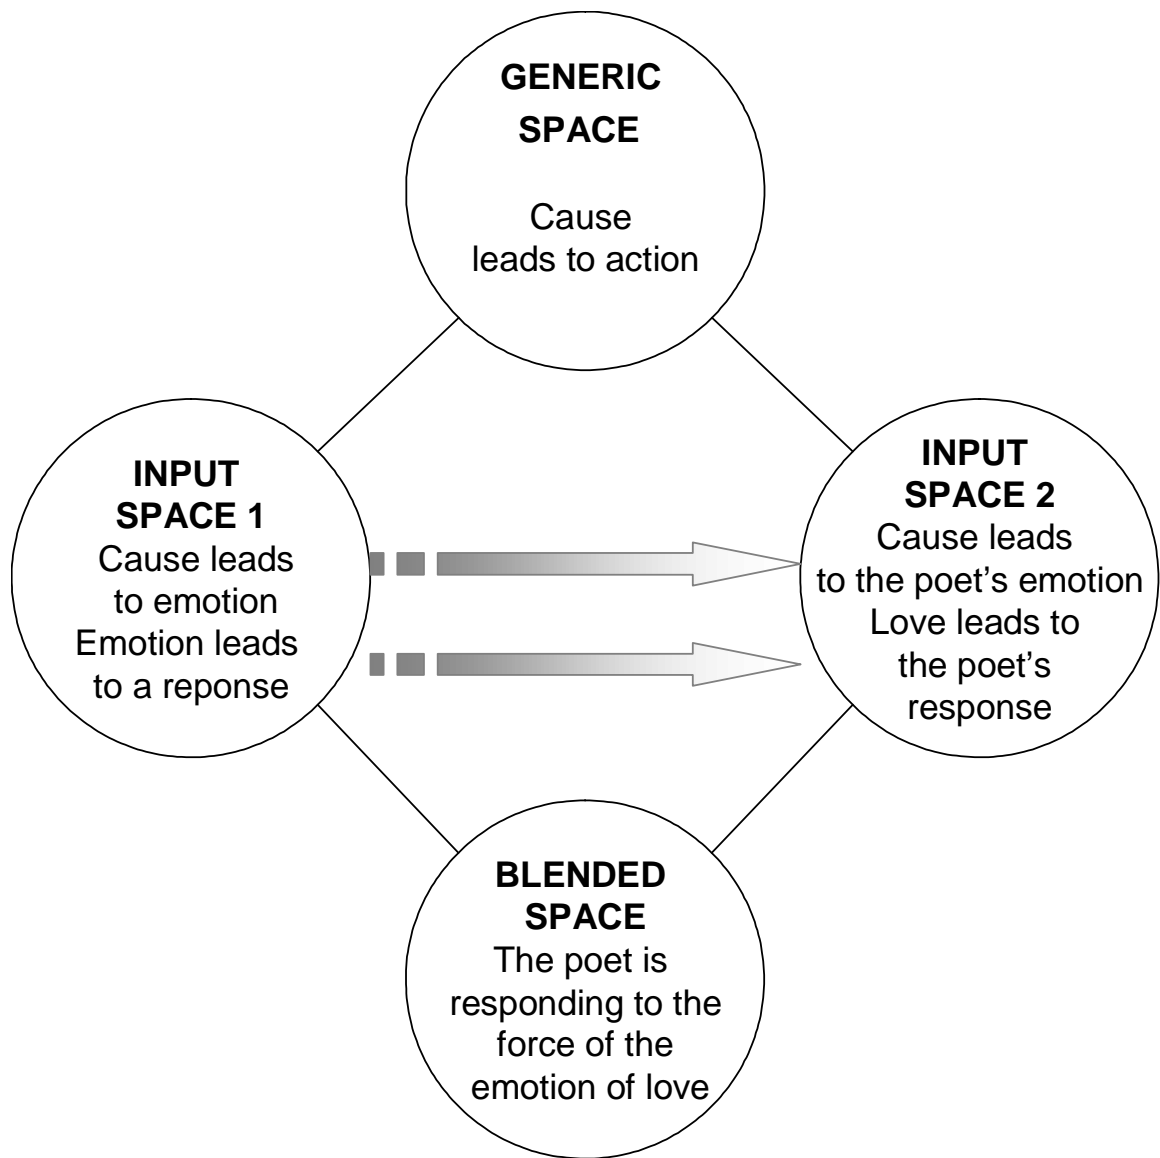 GENERIC
SPACE
Cause
leads to action
INPUT
SPACE 1
Cause leads
to emotion
Emotion leads
to a reponse
INPUT
SPACE 2
Cause leads
to the poet’s emotion
Love leads to
the poet’s
response
BLENDED
SPACE
The poet is
responding to the
force of the
emotion of love